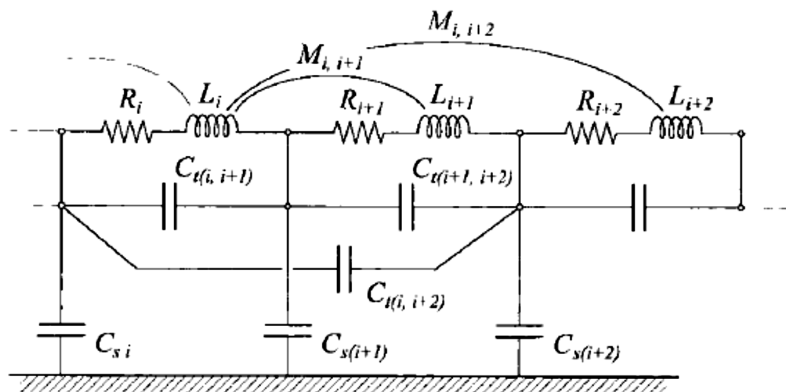 M_{i, i+2}
M_{i, i+1}
R_i L_i R_{i+1} L_{i+1} R_{i+2} L_{i+2}
C_{t(i, i+1)} C_{t(i+1, i+2)}
C_{t(i, i+2)}
C_{s i} C_{s(i+1)} C_{s(i+2)}